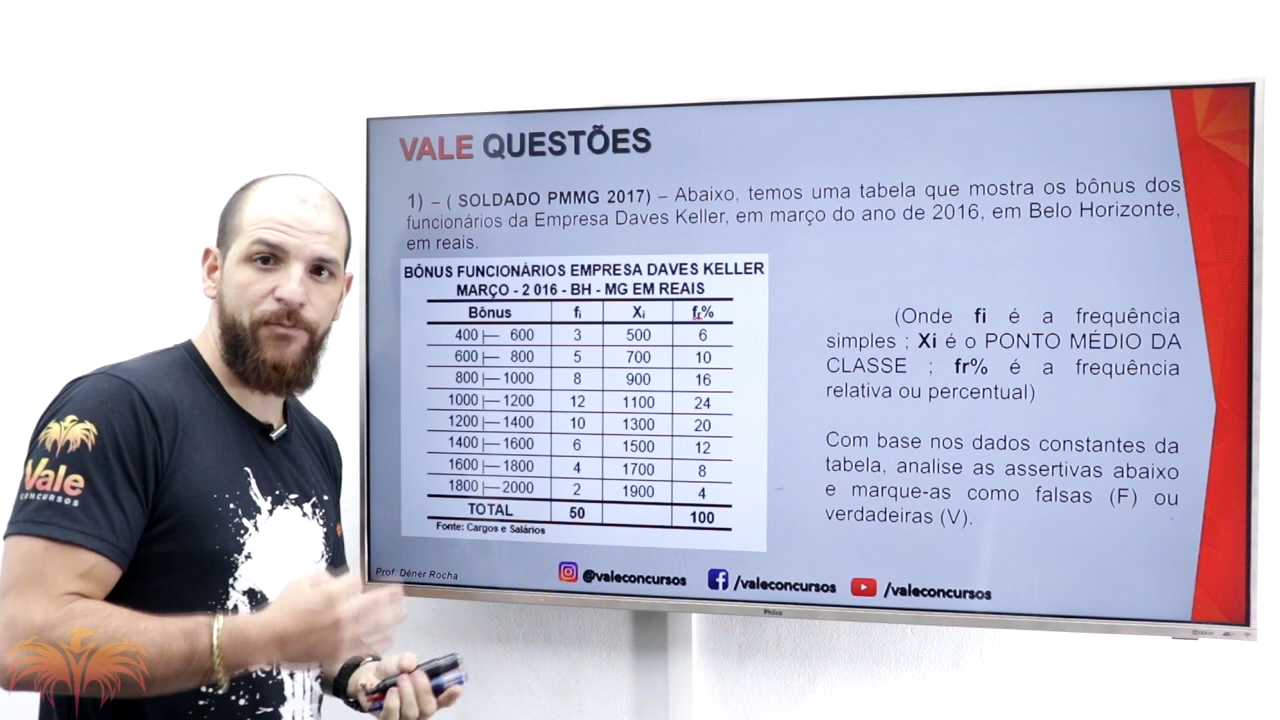 VALE QUESTÕES
1) – ( SOLDADO PMMG 2017) – Abaixo, temos uma tabela que mostra os bônus dos
funcionários da Empresa Daves Keller, em março do ano de 2016, em Belo Horizonte,
em reais.
BÔNUS FUNCIONÁRIOS EMPRESA DAVES KELLER
MARÇO - 2 016 - BH - MG EM REAIS
Bônus fi Xi fr%
400 |— 600 3 500 6
600 |— 800 5 700 10
800 |— 1000 8 900 16
1000 |— 1200 12 1100 24
1200 |— 1400 10 1300 20
1400 |— 1600 6 1500 12
1600 |— 1800 4 1700 8
1800 |— 2000 2 1900 4
TOTAL 50 100
Fonte: Cargos e Salários
(Onde fi é a frequência
simples ; Xi é o PONTO MÉDIO DA
CLASSE ; fr% é a frequência
relativa ou percentual)
Com base nos dados constantes da
tabela, analise as assertivas abaixo
e marque-as como falsas (F) ou
verdadeiras (V).
Prof. Dêner Rocha
@valeconcursos /valeconcursos /valeconcursos
Philco
Vale
CONCURSOS